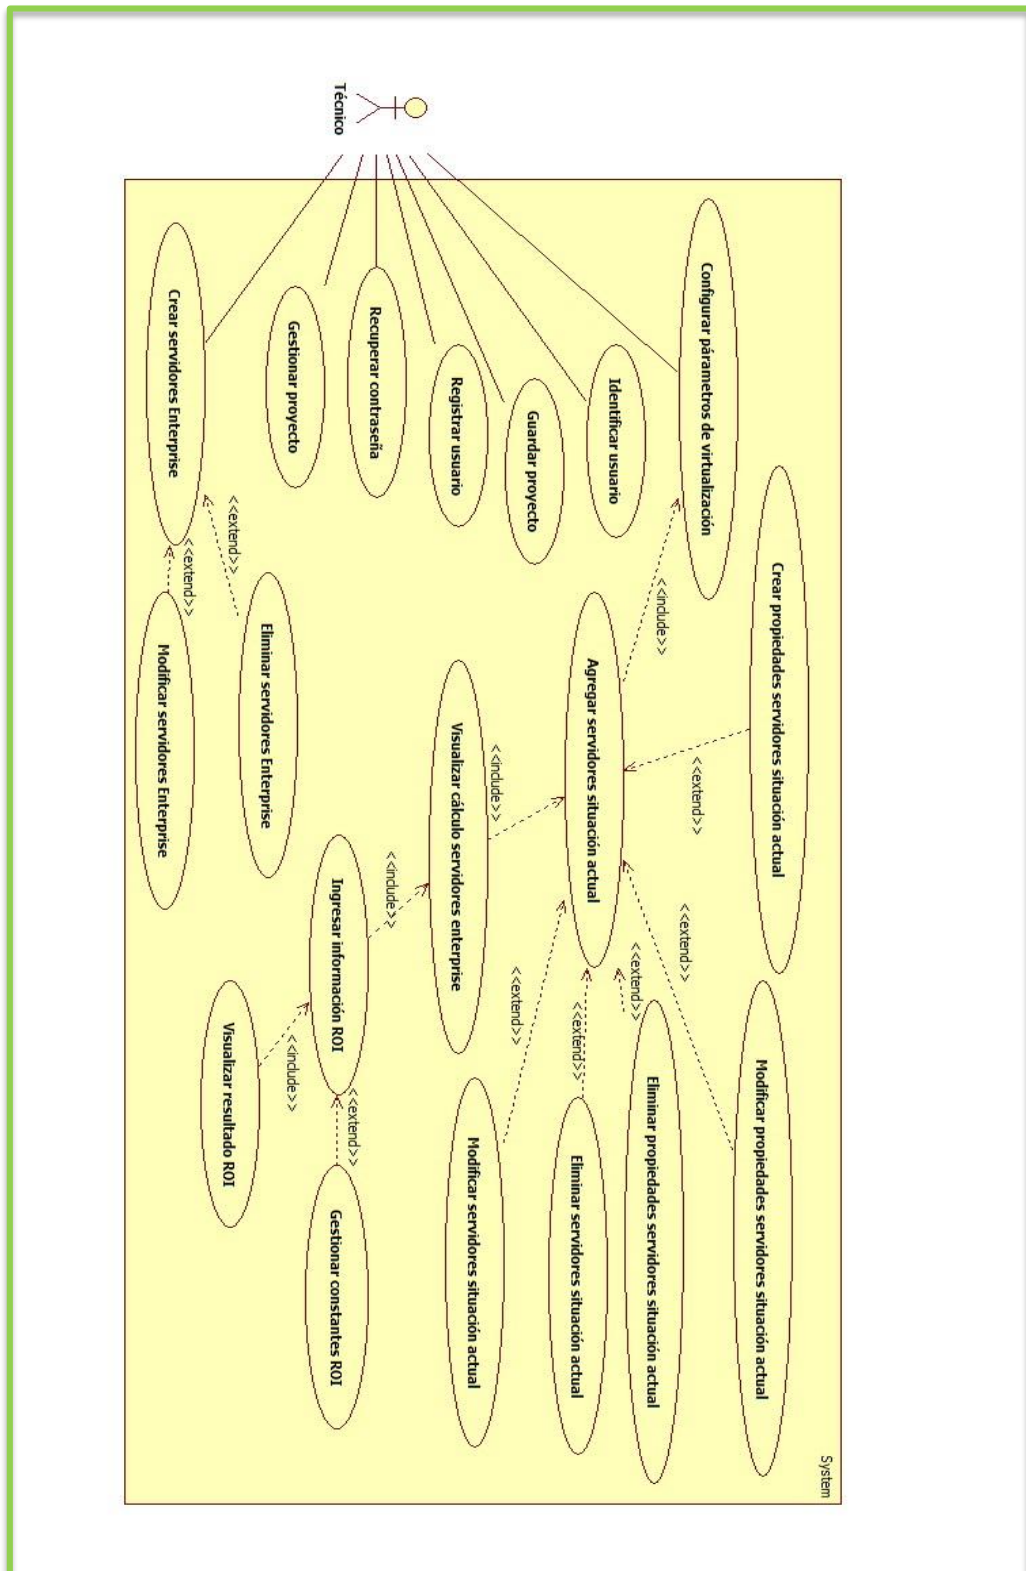 System
Técnico
Configurar párametros de virtualización
Crear propiedades servidores situación actual
Modificar propiedades servidores situación actual
<<include>>
<<extend>>
<<extend>>
<<extend>>
Identificar usuario
Agregar servidores situación actual
Eliminar propiedades servidores situación actual
Guardar proyecto
<<include>>
<<extend>>
<<extend>>
Eliminar servidores situación actual
Registrar usuario
Visualizar cálculo servidores enterprise
Modificar servidores situación actual
Recuperar contraseña
<<include>>
<<extend>>
Gestionar proyecto
Ingresar información ROI
Gestionar constantes ROI
<<include>>
<<extend>>
Eliminar servidores Enterprise
Visualizar resultado ROI
<<extend>>
Crear servidores Enterprise
Modificar servidores Enterprise